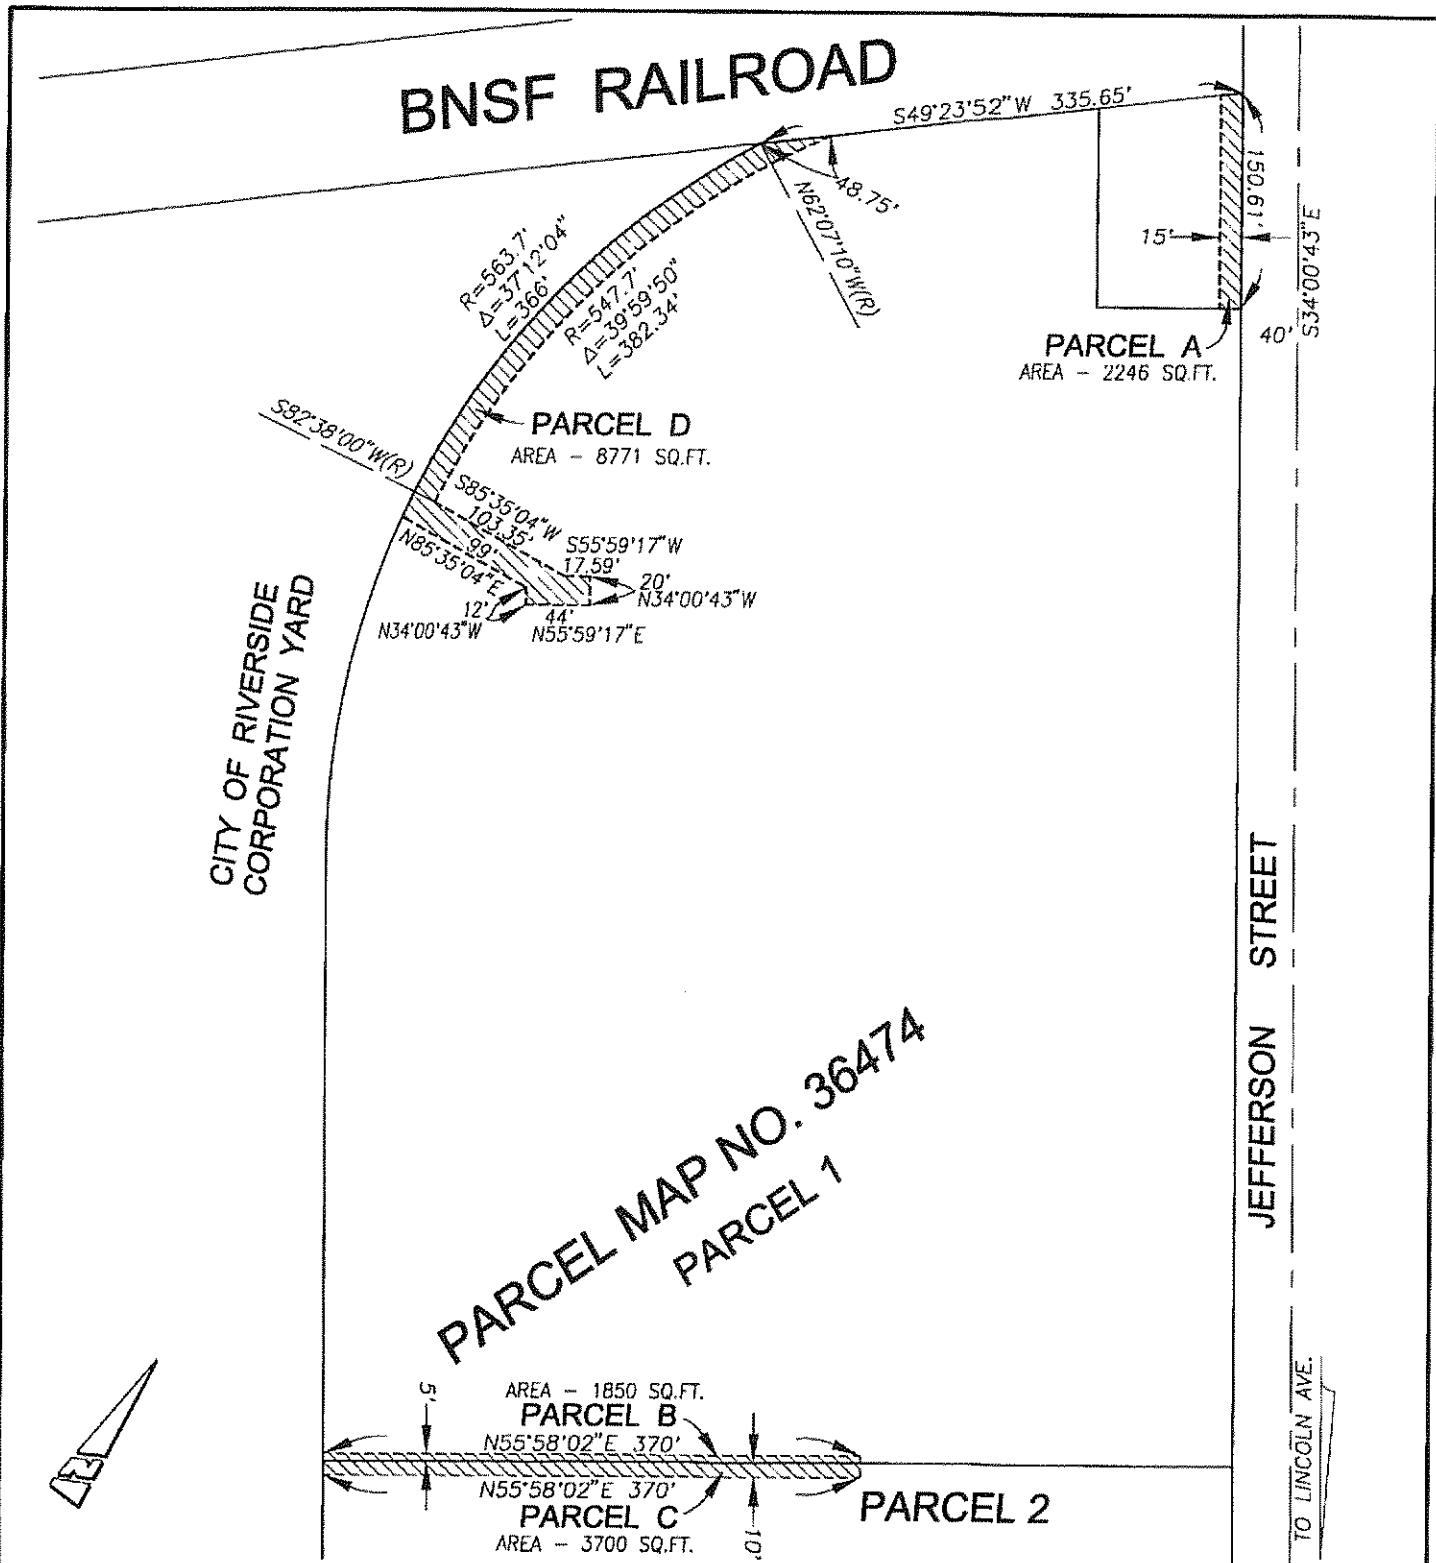 BNSF RAILROAD
S49°23'52"W 335.65'
150.61'
S34°00'43"E
15'
40'
48.75'
N62°07'10"W(R)
PARCEL A
AREA - 2246 SQ.FT.
R=563.7'
Δ=37°12'04"
L=366'
R=547.7'
Δ=39°59'50"
L=382.34'
PARCEL D
AREA - 8771 SQ.FT.
S82°38'00"W(R)
S85°35'04"W
103.35'
99'
N85°35'04"E
S55°59'17"W
17.59'
20'
N34°00'43"W
12'
N34°00'43"W
44'
N55°59'17"E
CITY OF RIVERSIDE
CORPORATION YARD
JEFFERSON STREET
PARCEL MAP NO. 36474
PARCEL 1
5'
AREA - 1850 SQ.FT.
PARCEL B
N55°58'02"E 370'
N55°58'02"E 370'
PARCEL C
AREA - 3700 SQ.FT.
10'
PARCEL 2
TO LINCOLN AVE.
N